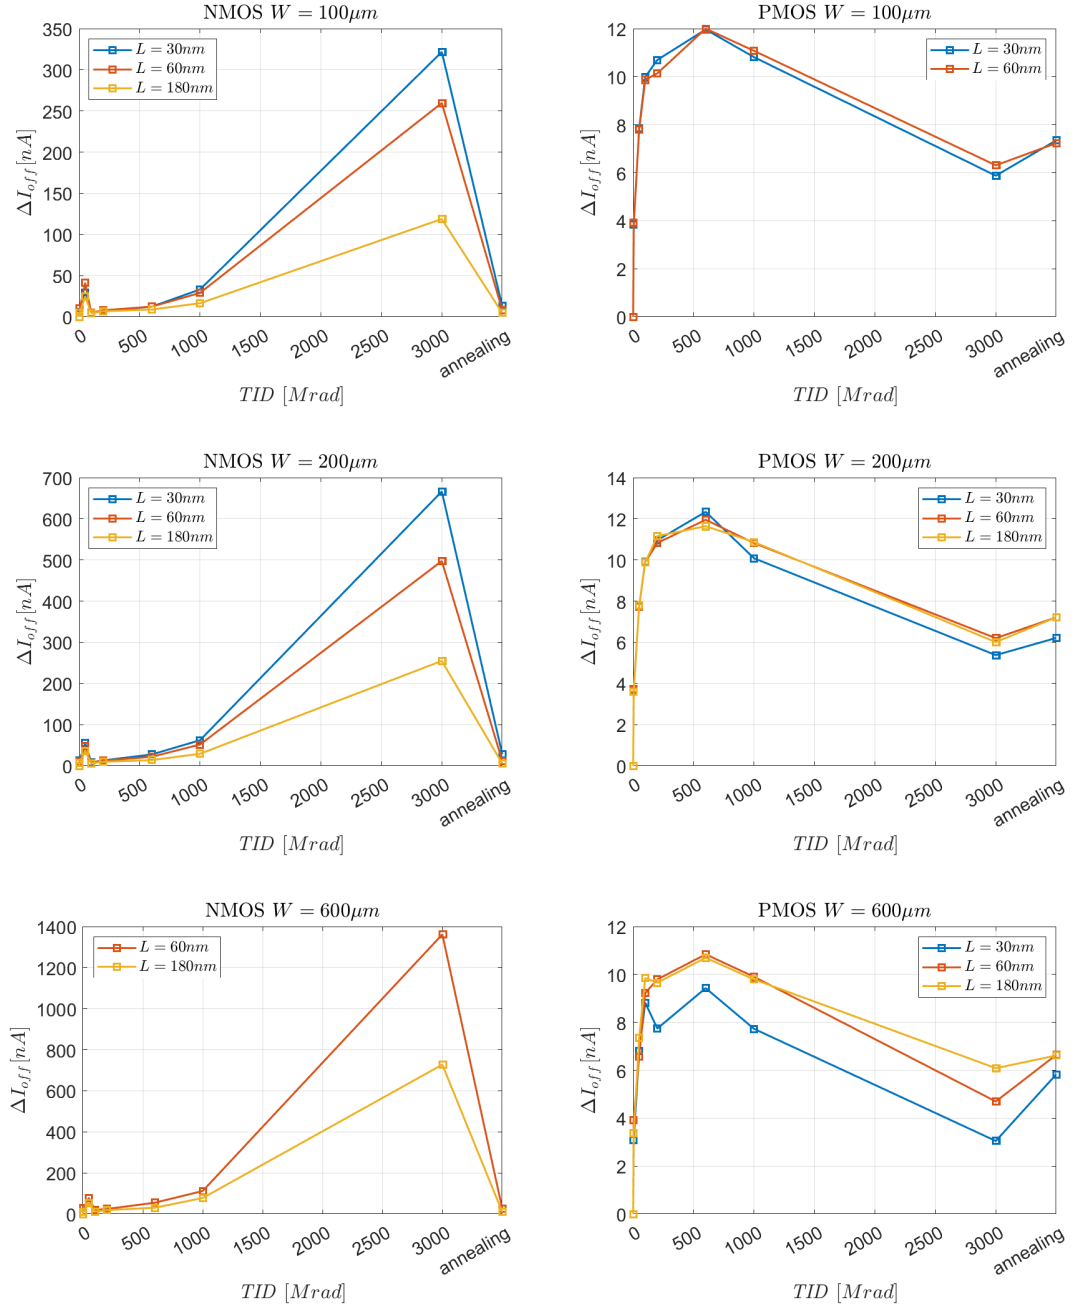 NMOS W = 100μm
ΔI_off[nA]
350
300
250
200
150
100
50
0
L = 30nm
L = 60nm
L = 180nm
0 500 1000 1500 2000 2500 3000 annealing
TID [Mrad]
PMOS W = 100μm
ΔI_off[nA]
12
10
8
6
4
2
0
L = 30nm
L = 60nm
0 500 1000 1500 2000 2500 3000 annealing
TID [Mrad]
NMOS W = 200μm
ΔI_off[nA]
700
600
500
400
300
200
100
0
L = 30nm
L = 60nm
L = 180nm
0 500 1000 1500 2000 2500 3000 annealing
TID [Mrad]
PMOS W = 200μm
ΔI_off[nA]
14
12
10
8
6
4
2
0
L = 30nm
L = 60nm
L = 180nm
0 500 1000 1500 2000 2500 3000 annealing
TID [Mrad]
NMOS W = 600μm
ΔI_off[nA]
1400
1200
1000
800
600
400
200
0
L = 60nm
L = 180nm
0 500 1000 1500 2000 2500 3000 annealing
TID [Mrad]
PMOS W = 600μm
ΔI_off[nA]
12
10
8
6
4
2
0
L = 30nm
L = 60nm
L = 180nm
0 500 1000 1500 2000 2500 3000 annealing
TID [Mrad]